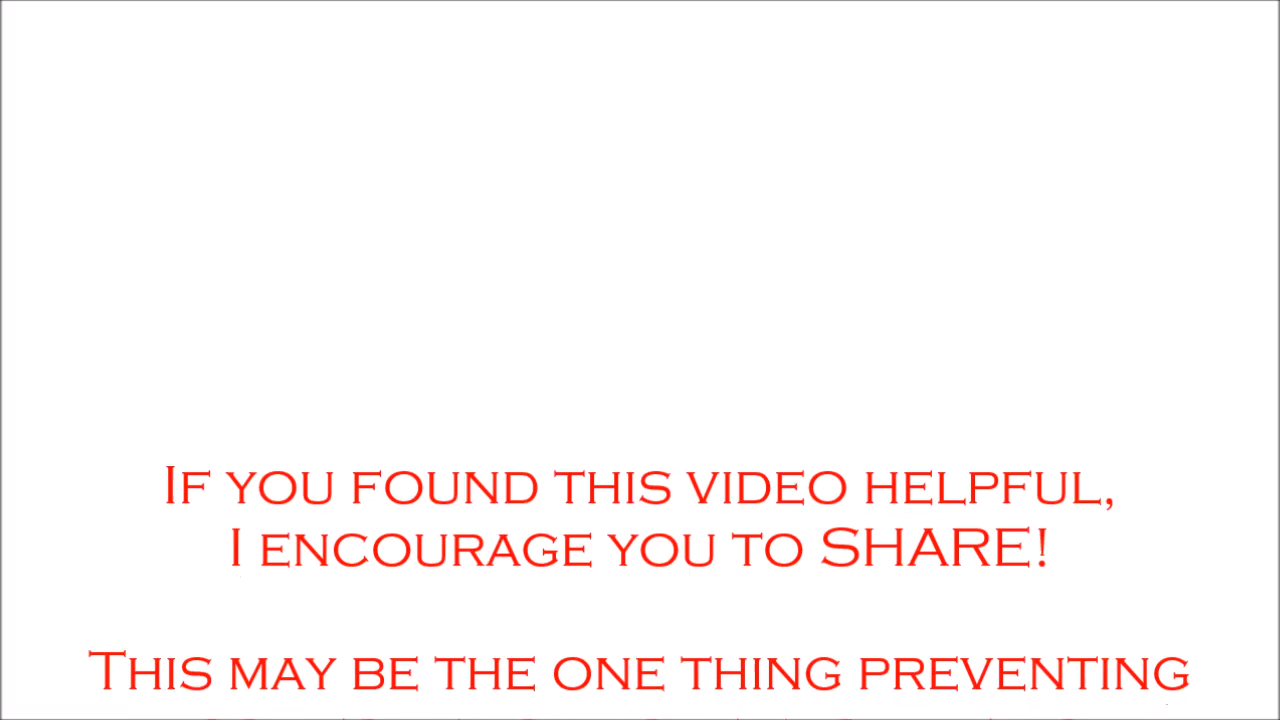 If you found this video helpful,
I encourage you to SHARE!
This may be the one thing preventing